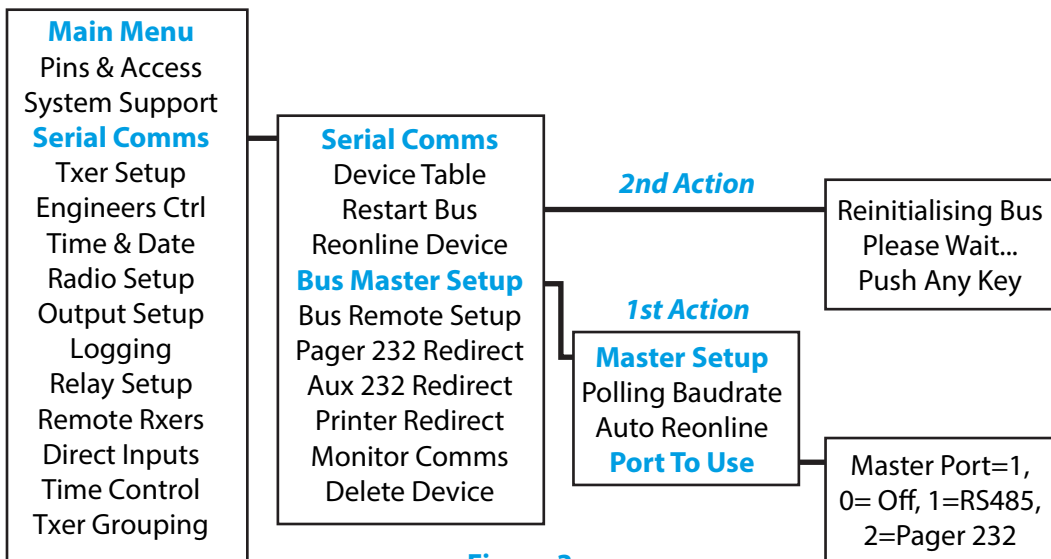 Main Menu
Pins & Access
System Support
Serial Comms
Txer Setup
Engineers Ctrl
Time & Date
Radio Setup
Output Setup
Logging
Relay Setup
Remote Rxers
Direct Inputs
Time Control
Txer Grouping
Serial Comms
Device Table
Restart Bus
Reonline Device
Bus Master Setup
Bus Remote Setup
Pager 232 Redirect
Aux 232 Redirect
Printer Redirect
Monitor Comms
Delete Device
2nd Action
Reinitialising Bus
Please Wait...
Push Any Key
1st Action
Master Setup
Polling Baudrate
Auto Reonline
Port To Use
Master Port=1,
0= Off, 1=RS485,
2=Pager 232